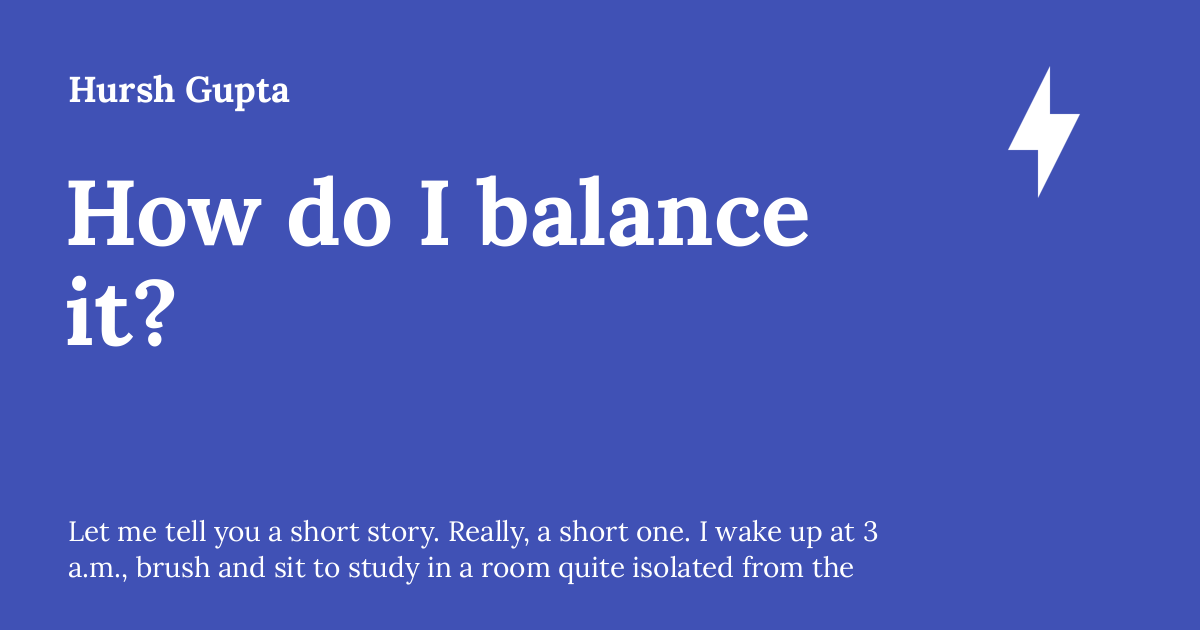 Hursh Gupta
How do I balance
it?
Let me tell you a short story. Really, a short one. I wake up at 3
a.m., brush and sit to study in a room quite isolated from the